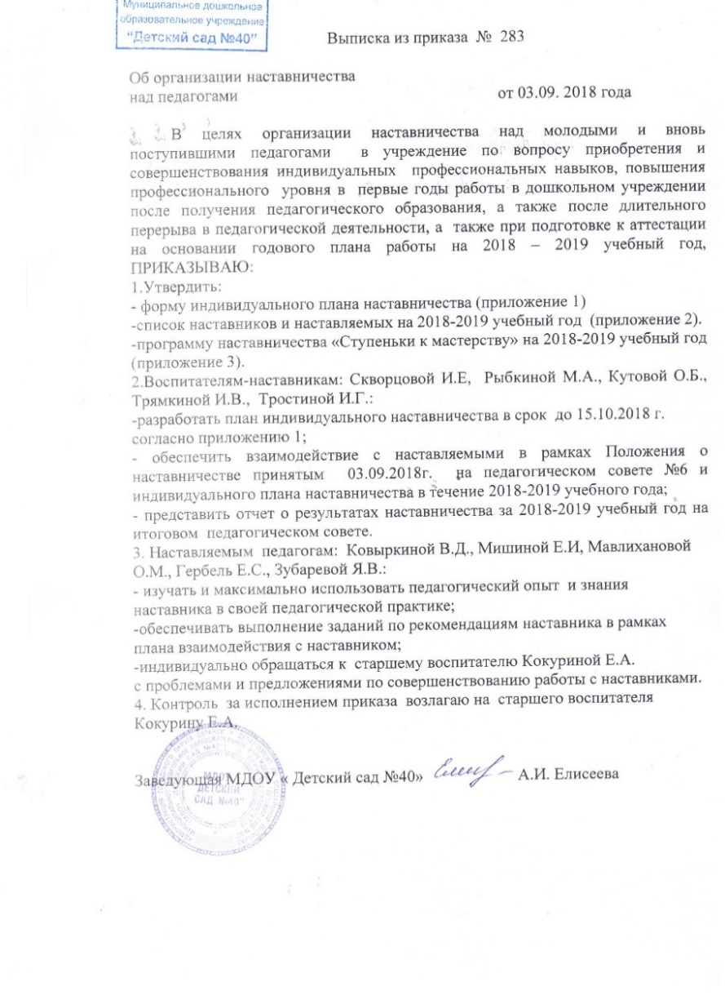 Муниципальное дошкольное
образовательное учреждение
"Детский сад №40"
Выписка из приказа № 283
Об организации наставничества
над педагогами от 03.09. 2018 года
В целях организации наставничества над молодыми и вновь
поступившими педагогами в учреждение по вопросу приобретения и
совершенствования индивидуальных профессиональных навыков, повышения
профессионального уровня в первые годы работы в дошкольном учреждении
после получения педагогического образования, а также после длительного
перерыва в педагогической деятельности, а также при подготовке к аттестации
на основании годового плана работы на 2018 – 2019 учебный год,
ПРИКАЗЫВАЮ:
1.Утвердить:
- форму индивидуального плана наставничества (приложение 1)
-список наставников и наставляемых на 2018-2019 учебный год (приложение 2).
-программу наставничества «Ступеньки к мастерству» на 2018-2019 учебный год
(приложение 3).
2.Воспитателям-наставникам: Скворцовой И.Е, Рыбкиной М.А., Кутовой О.Б.,
Трямкиной И.В., Тростиной И.Г.:
-разработать план индивидуального наставничества в срок до 15.10.2018 г.
согласно приложению 1;
- обеспечить взаимодействие с наставляемыми в рамках Положения о
наставничестве принятым 03.09.2018г. на педагогическом совете №6 и
индивидуального плана наставничества в течение 2018-2019 учебного года;
- представить отчет о результатах наставничества за 2018-2019 учебный год на
итоговом педагогическом совете.
3. Наставляемым педагогам: Ковыркиной В.Д., Мишиной Е.И, Мавлихановой
О.М., Гербель Е.С., Зубаревой Я.В.:
- изучать и максимально использовать педагогический опыт и знания
наставника в своей педагогической практике;
-обеспечивать выполнение заданий по рекомендациям наставника в рамках
плана взаимодействия с наставником;
-индивидуально обращаться к старшему воспитателю Кокуриной Е.А.
с проблемами и предложениями по совершенствованию работы с наставниками.
4. Контроль за исполнением приказа возлагаю на старшего воспитателя
Кокурину Е.А.
Заведующая МДОУ « Детский сад №40» А.И. Елисеева
МДОУ
"ДЕТСКИЙ
САД №40"